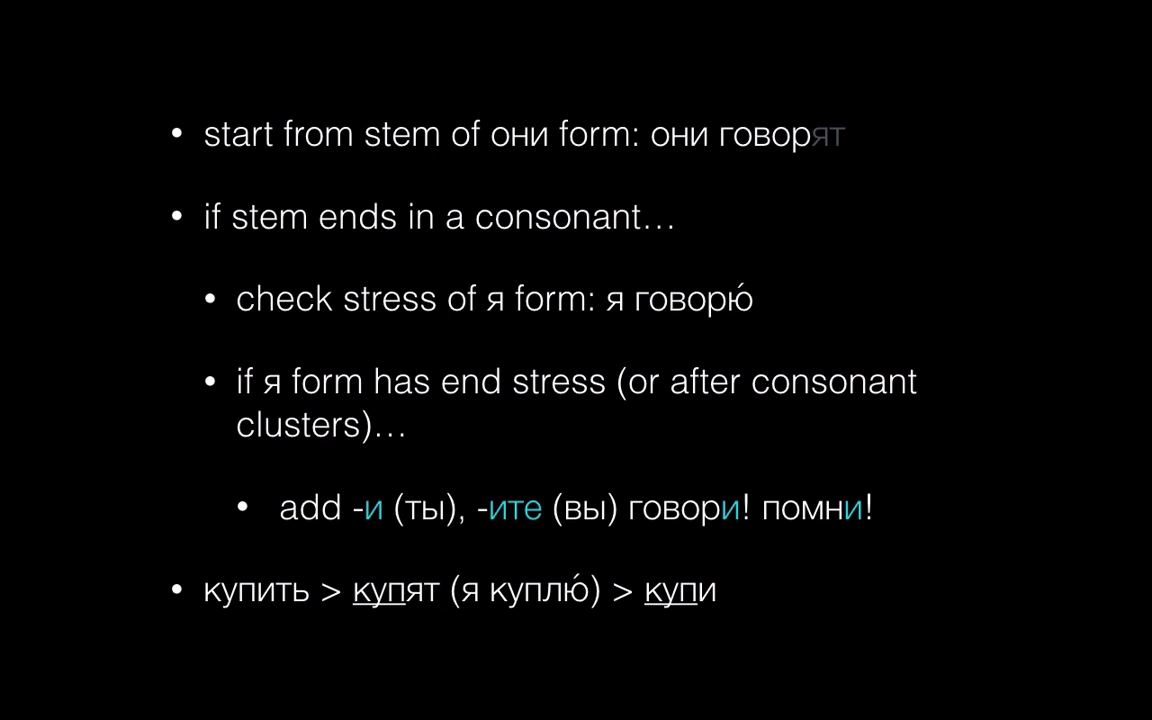 • start from stem of они form: они говорят
• if stem ends in a consonant…
• check stress of я form: я говорю́
• if я form has end stress (or after consonant
clusters)…
• add -и (ты), -ите (вы) говори! помни!
• купить > купят (я куплю́) > купи